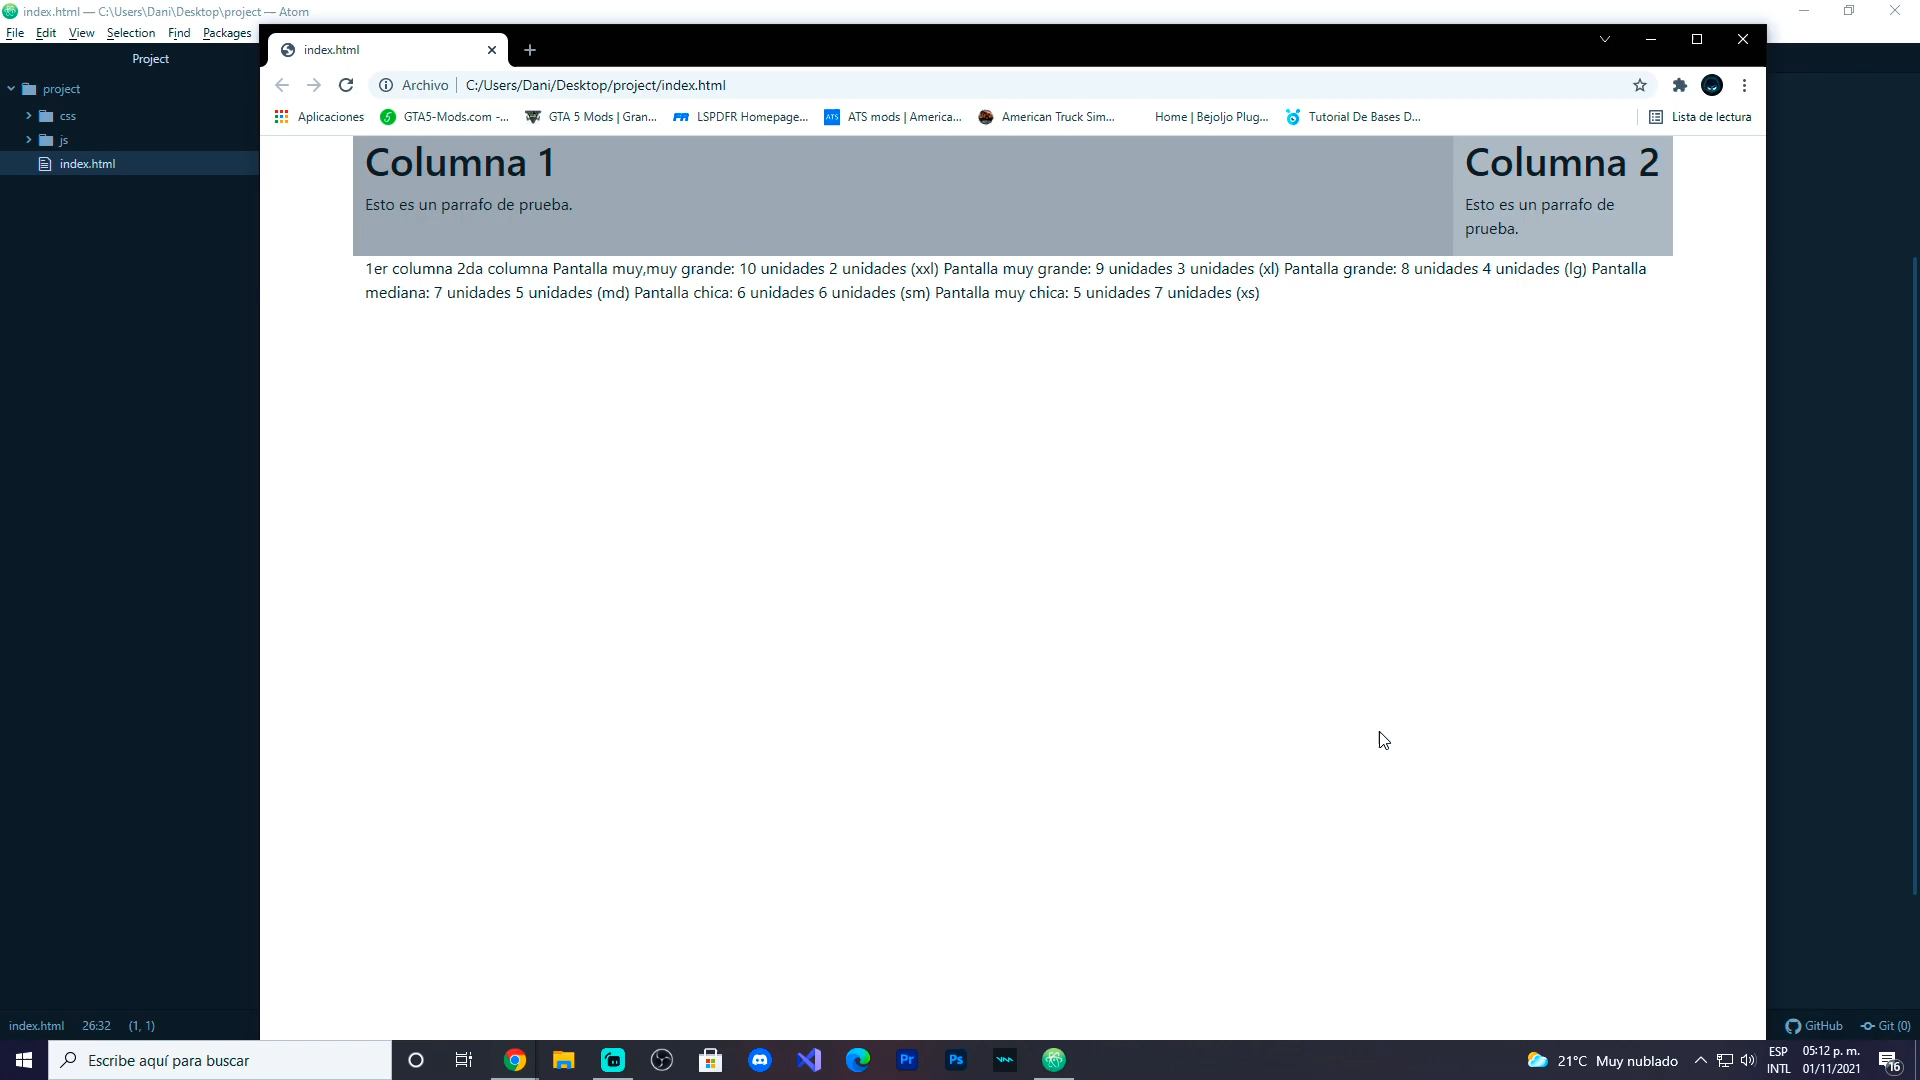 index.html — C:\Users\Dani\Desktop\project — Atom
File Edit View Selection Find Packages
Project
project
css
js
index.html
index.html
Archivo C:/Users/Dani/Desktop/project/index.html
Aplicaciones GTA5-Mods.com -... GTA 5 Mods | Gran... LSPDFR Homepage... ATS mods | America... American Truck Sim... Home | Bejoljo Plug... Tutorial De Bases D... Lista de lectura
Columna 1
Esto es un parrafo de prueba.
Columna 2
Esto es un parrafo de
prueba.
1er columna 2da columna Pantalla muy,muy grande: 10 unidades 2 unidades (xxl) Pantalla muy grande: 9 unidades 3 unidades (xl) Pantalla grande: 8 unidades 4 unidades (lg) Pantalla
mediana: 7 unidades 5 unidades (md) Pantalla chica: 6 unidades 6 unidades (sm) Pantalla muy chica: 5 unidades 7 unidades (xs)
index.html 26:32 (1, 1)
GitHub Git (0)
Escribe aquí para buscar
Pr
Ps
21°C Muy nublado
ESP
INTL
05:12 p. m.
01/11/2021
16